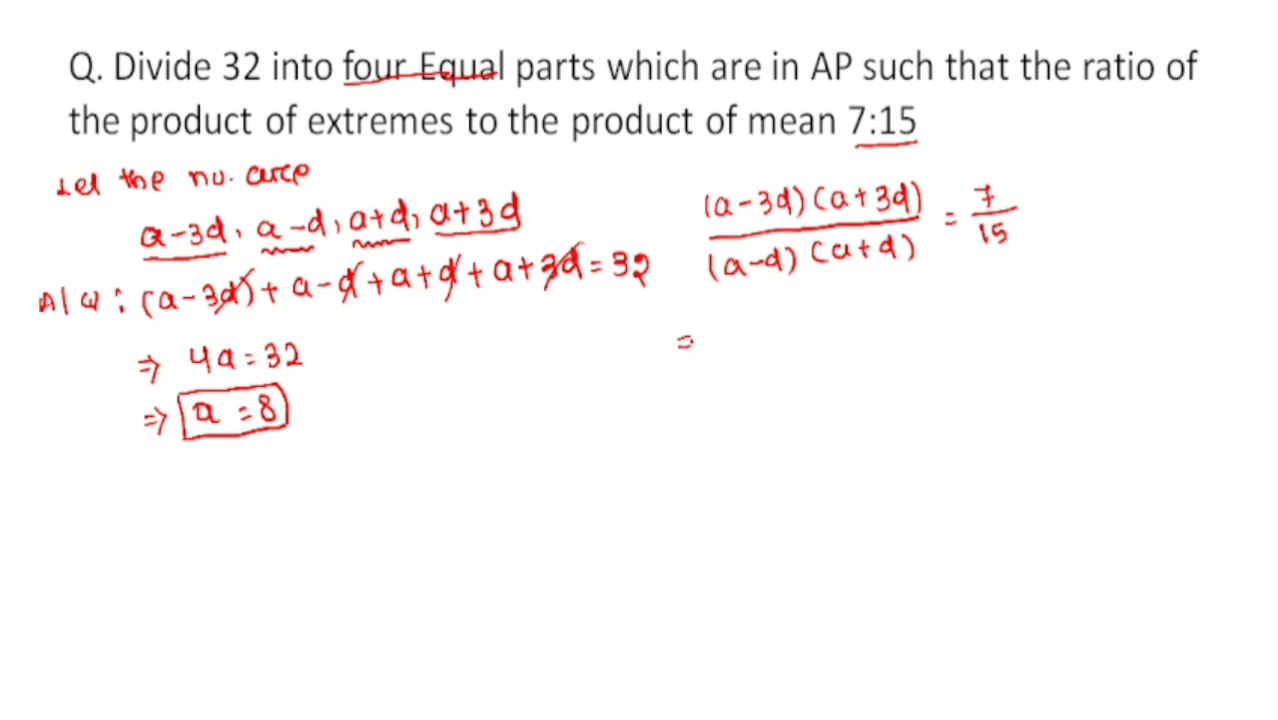 Q. Divide 32 into four Equal parts which are in AP such that the ratio of
the product of extremes to the product of mean 7:15
Let the no. are
a-3d, a-d, a+d, a+3d
A/Q : (a-3d)+a-d+a+d+a+3d=32
⇒ 4a=32
⇒ a=8
(a-3d)(a+3d)/(a-d)(a+d) = 7/15
=